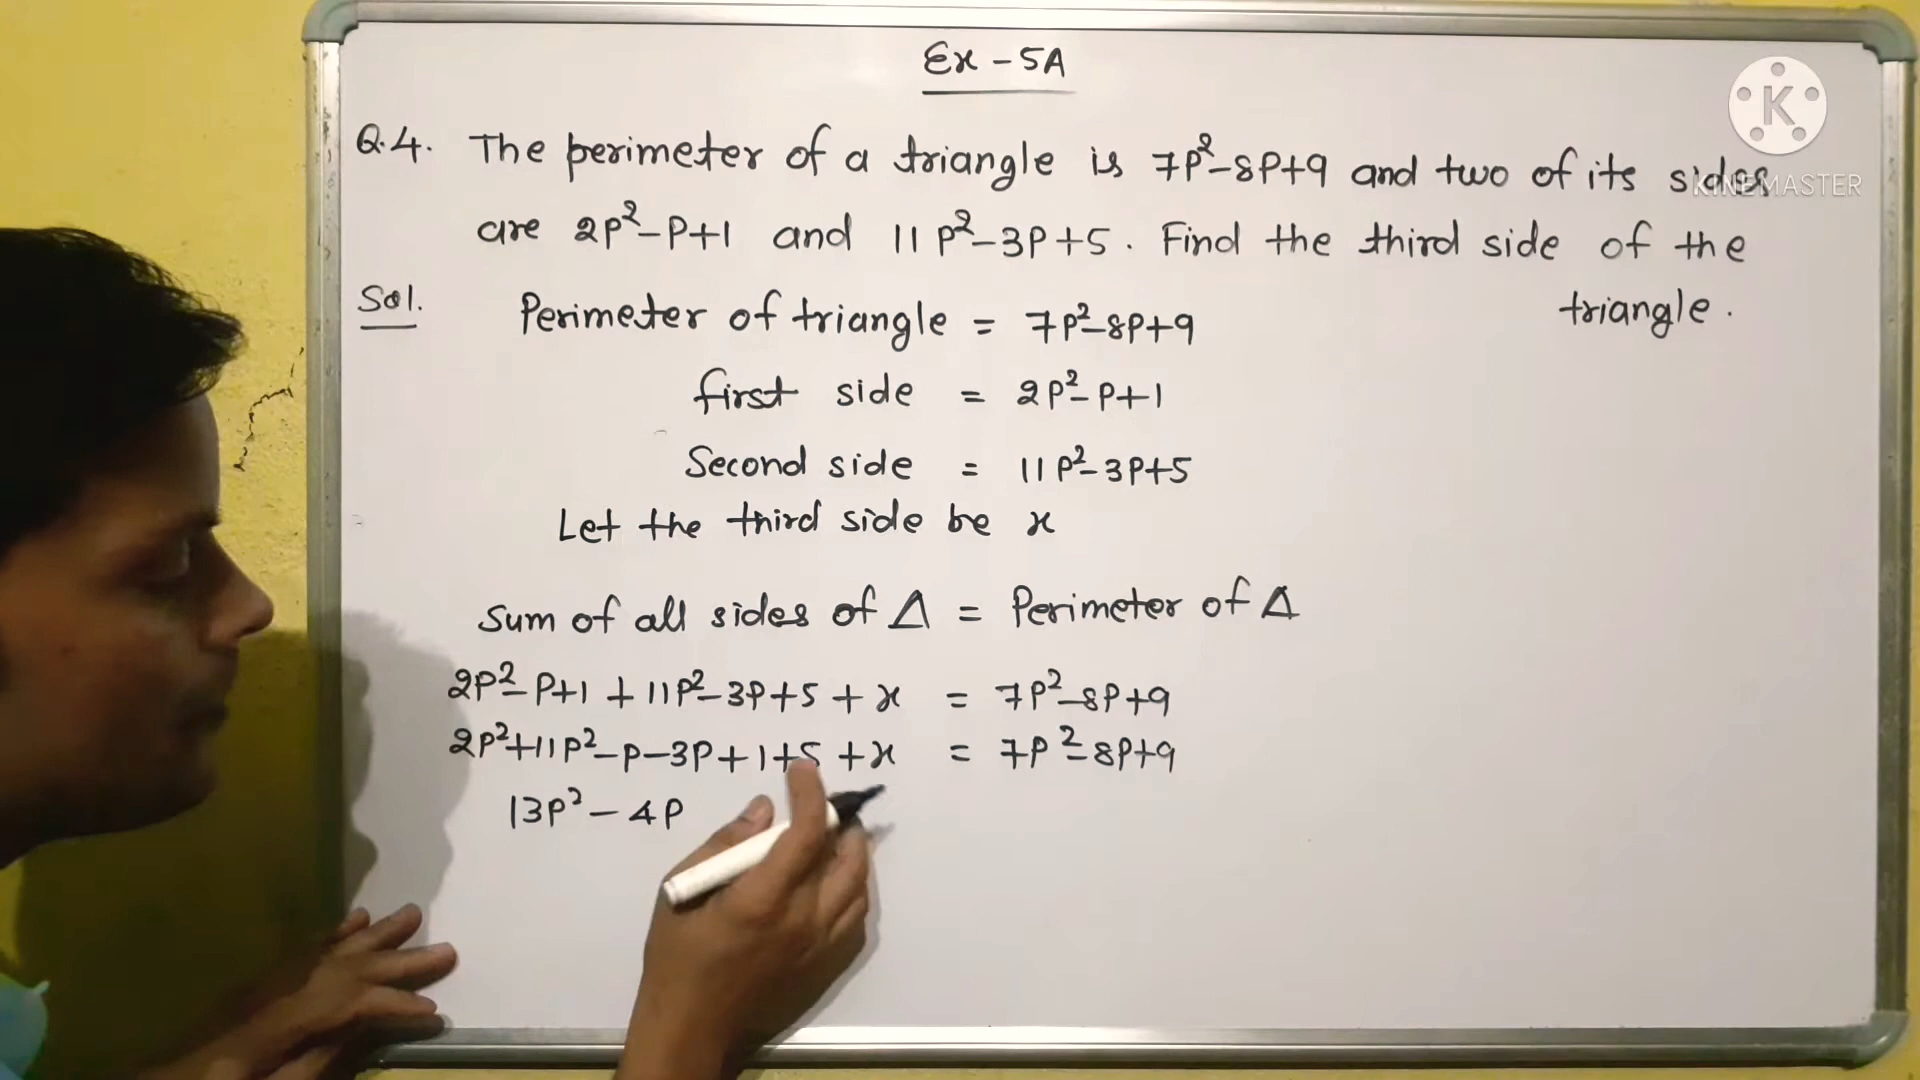 Ex - 5A
K
KINEMASTER
Q.4. The perimeter of a triangle is 7p²-8p+9 and two of its sides
are 2p²-p+1 and 11p²-3p+5. Find the third side of the
triangle.
Sol. Perimeter of triangle = 7p²-8p+9
first side = 2p²-p+1
Second side = 11p²-3p+5
Let the third side be x
Sum of all sides of Δ = Perimeter of Δ
2p²-p+1 + 11p²-3p+5 + x = 7p²-8p+9
2p²+11p²-p-3p+1+5 +x = 7p²-8p+9
13p² - 4p